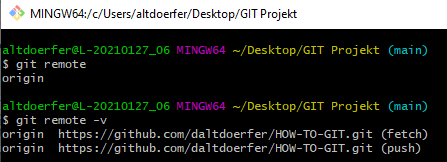 MINGW64:/c/Users/altdoerfer/Desktop/GIT Projekt
altdoerfer@L-20210127_06 MINGW64 ~/Desktop/GIT Projekt (main)
$ git remote
origin
altdoerfer@L-20210127_06 MINGW64 ~/Desktop/GIT Projekt (main)
$ git remote -v
origin  https://github.com/daltdoerfer/HOW-TO-GIT.git (fetch)
origin  https://github.com/daltdoerfer/HOW-TO-GIT.git (push)